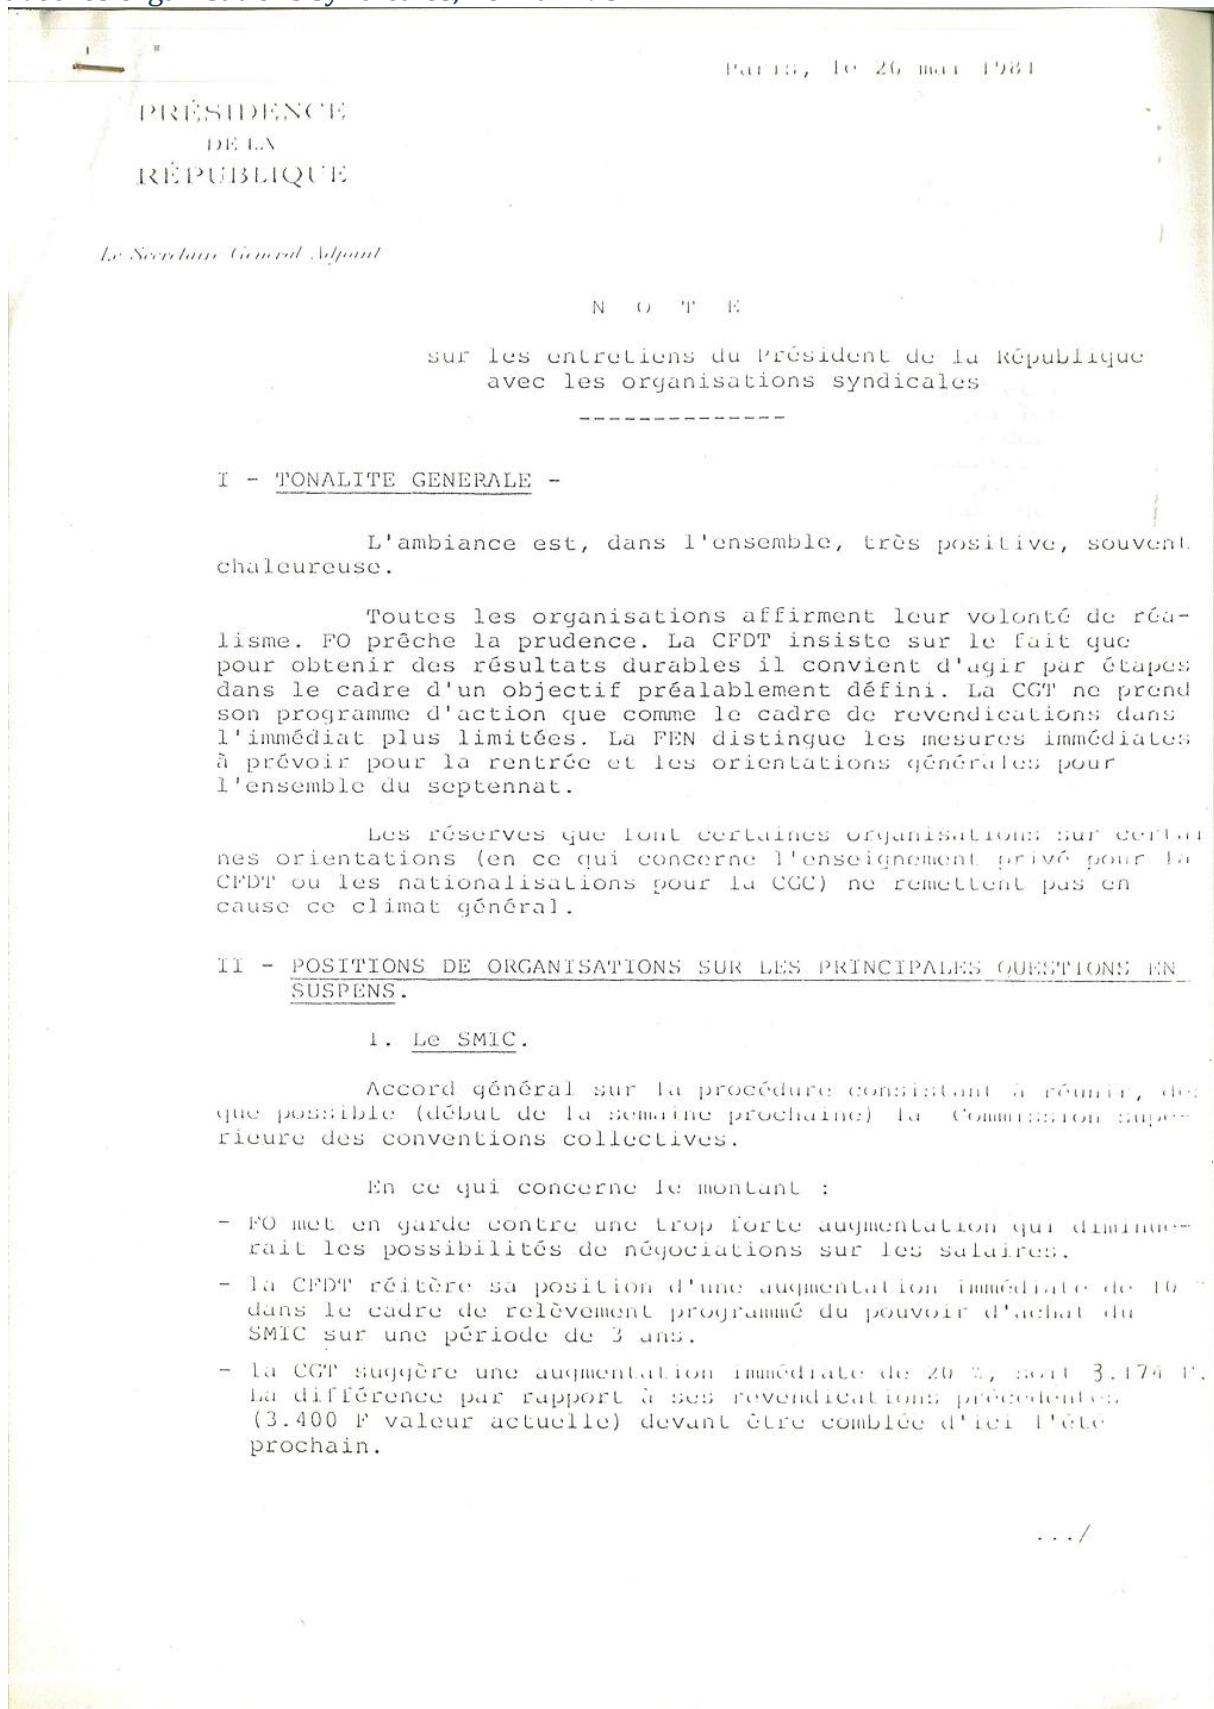 Paris, le 26 mai 1981
PRÉSIDENCE
DE LA
RÉPUBLIQUE
Le Secrétaire Général Adjoint
N O T E
sur les entretiens du Président de la République
avec les organisations syndicales
--------------
I - TONALITE GENERALE -
L'ambiance est, dans l'ensemble, très positive, souvent
chaleureuse.
Toutes les organisations affirment leur volonté de réa-
lisme. FO prêche la prudence. La CFDT insiste sur le fait que
pour obtenir des résultats durables il convient d'agir par étapes
dans le cadre d'un objectif préalablement défini. La CGT ne prend
son programme d'action que comme le cadre de revendications dans
l'immédiat plus limitées. La FEN distingue les mesures immédiates
à prévoir pour la rentrée et les orientations générales pour
l'ensemble du septennat.
Les réserves que font certaines organisations sur certai
nes orientations (en ce qui concerne l'enseignement privé pour la
CFDT ou les nationalisations pour la CGC) ne remettent pas en
cause ce climat général.
II - POSITIONS DE ORGANISATIONS SUR LES PRINCIPALES QUESTIONS EN
SUSPENS.
1. Le SMIC.
Accord général sur la procédure consistant à réunir, dès
que possible (début de la semaine prochaine) la Commission supé-
rieure des conventions collectives.
En ce qui concerne le montant :
- FO met en garde contre une trop forte augmentation qui diminue-
rait les possibilités de négociations sur les salaires.
- la CFDT réitère sa position d'une augmentation immédiate de 10 %
dans le cadre de relèvement programmé du pouvoir d'achat du
SMIC sur une période de 3 ans.
- la CGT suggère une augmentation immédiate de 20 %, soit 3.174 F.
La différence par rapport à ses revendications précédentes
(3.400 F valeur actuelle) devant être comblée d'ici l'été
prochain.
.../